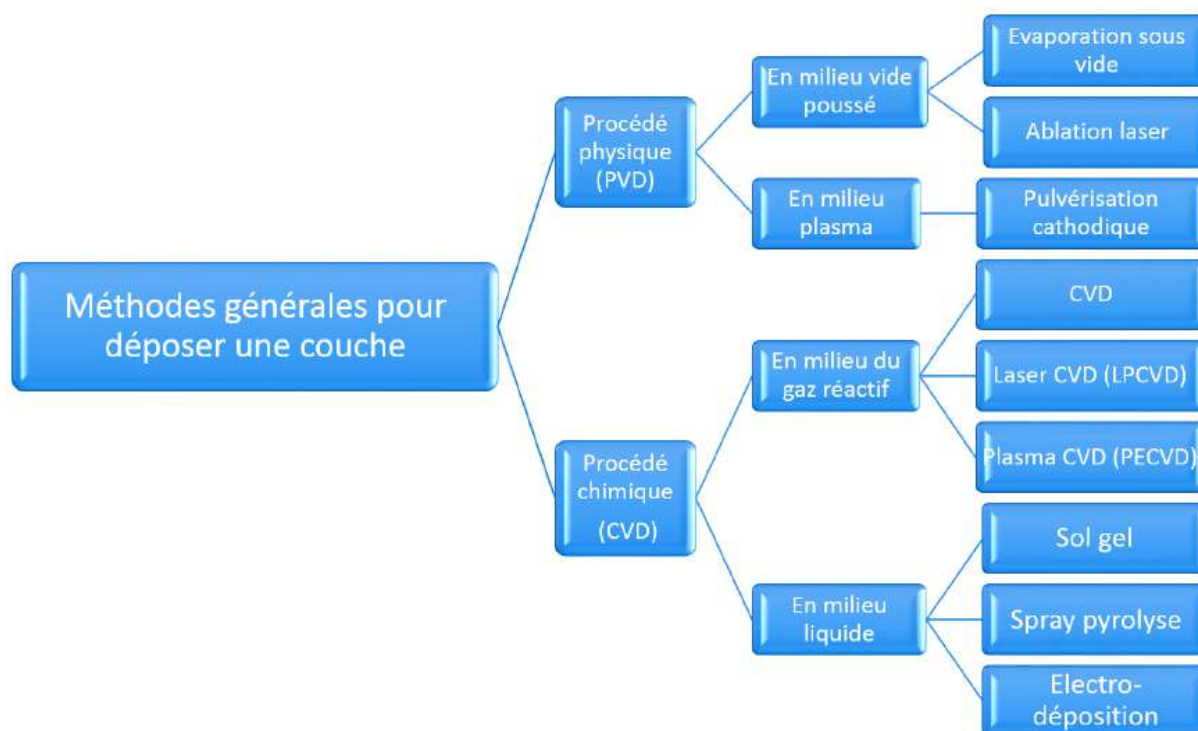 Méthodes générales pour
déposer une couche
Procédé
physique
(PVD)
En milieu vide
poussé
Evaporation sous
vide
Ablation laser
En milieu
plasma
Pulvérisation
cathodique
Procédé
chimique
(CVD)
En milieu du
gaz réactif
CVD
Laser CVD (LPCVD)
Plasma CVD (PECVD)
En milieu
liquide
Sol gel
Spray pyrolyse
Electro-
déposition